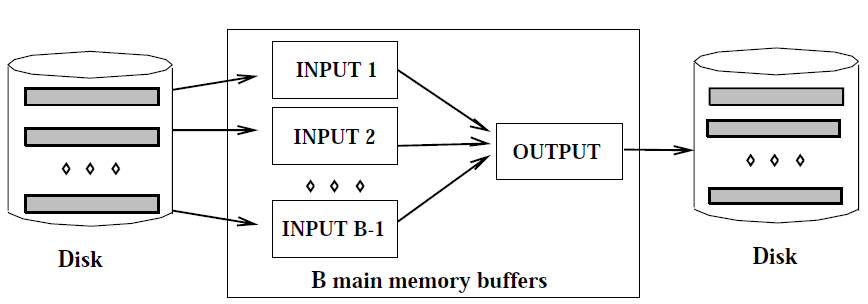 INPUT 1
INPUT 2
OUTPUT
INPUT B-1
Disk
Disk
B main memory buffers